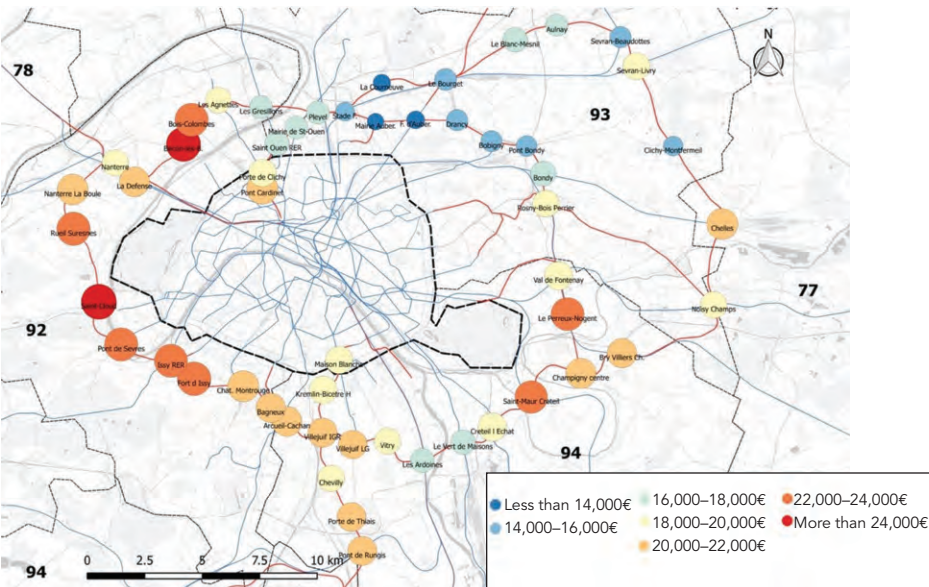 N
Aulnay
Le Blanc-Mesnil
Sevran-Beaudottes
Sevran-Livry
78
La Courneuve
Le Bourget
Les Agnettes
Les Gresillons
Pleyel
Stade F.
Mairie Auber.
F. d'Auber.
Drancy
93
Bois-Colombes
Mairie de St-Ouen
Bobigny
Pont Bondy
Clichy-Montfermeil
Saint Ouen RER
Nanterre
Porte de Clichy
Bondy
La Defense
Nanterre La Boule
Pont Cardinet
Rosny-Bois Perrier
Rueil Suresnes
Chelles
Val de Fontenay
77
Saint-Cloud
Le Perreux-Nogent
Noisy Champs
92
Pont de Sevres
Bry Villiers Ch.
Issy RER
Maison Blanche
Fort d Issy
Champigny centre
Chat. Montrouge
Kremlin-Bicetre H
Saint-Maur Creteil
Bagneux
Arcueil-Cachan
Creteil l Echat
Villejuif IGR
Villejuif LG
Vitry
Le Vert de Maisons
94
Les Ardoines
Chevilly
Porte de Thiais
Pont de Rungis
94
0 2.5 5 7.5 10 km
Less than 14,000€
14,000–16,000€
16,000–18,000€
18,000–20,000€
20,000–22,000€
22,000–24,000€
More than 24,000€